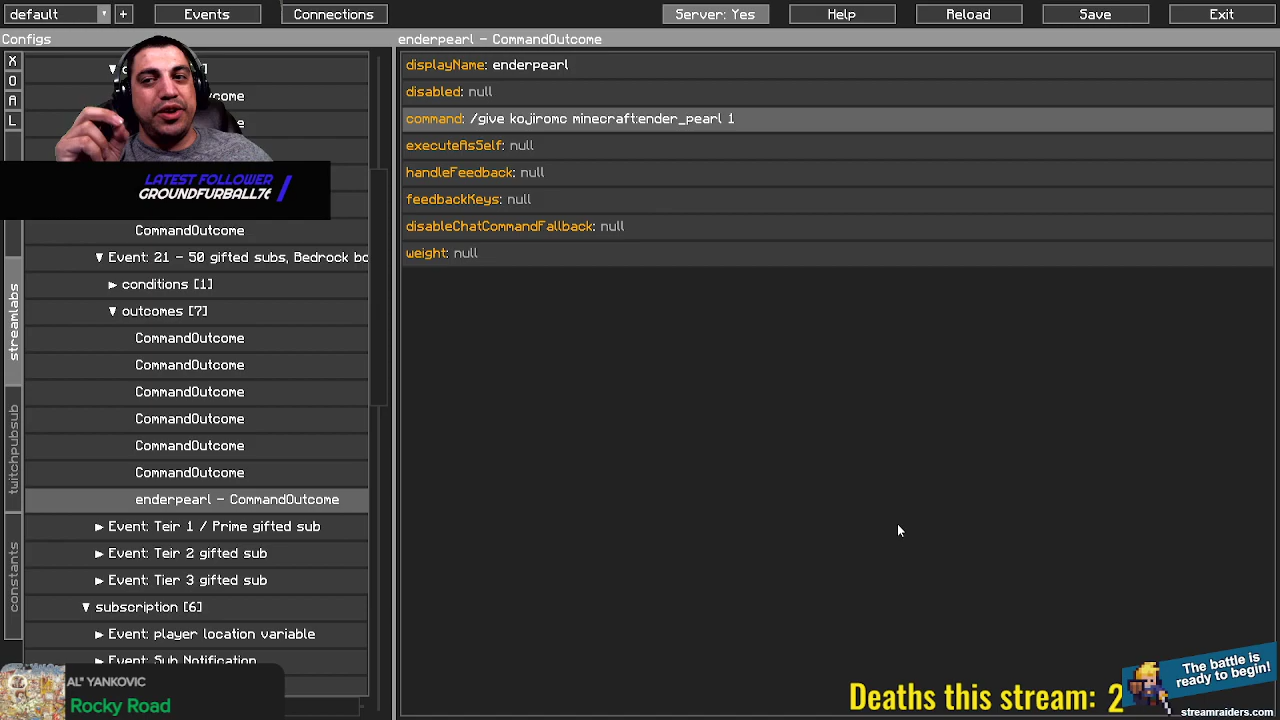 default
+
Events
Connections
Server: Yes
Help
Reload
Save
Exit
Configs
enderpearl - CommandOutcome
X
O
A
L
streamlabs
twitchpubsub
constants
LATEST FOLLOWER
CommandOutcome
▼ Event: 21 - 50 gifted subs, Bedrock bo
▶ conditions [1]
▼ outcomes [7]
CommandOutcome
CommandOutcome
CommandOutcome
CommandOutcome
CommandOutcome
CommandOutcome
enderpearl - CommandOutcome
▶ Event: Teir 1 / Prime gifted sub
▶ Event: Teir 2 gifted sub
▶ Event: Tier 3 gifted sub
▼ subscription [6]
▶ Event: player location variable
▶ Event: Sub Notification
AL" YANKOVIC
Rocky Road
displayName: enderpearl
disabled: null
command: /give kojiromc minecraft:ender_pearl 1
executeAsSelf: null
handleFeedback: null
feedbackKeys: null
disableChatCommandFallback: null
weight: null
Deaths this stream: 2
The battle is
ready to begin!
streamraiders.com